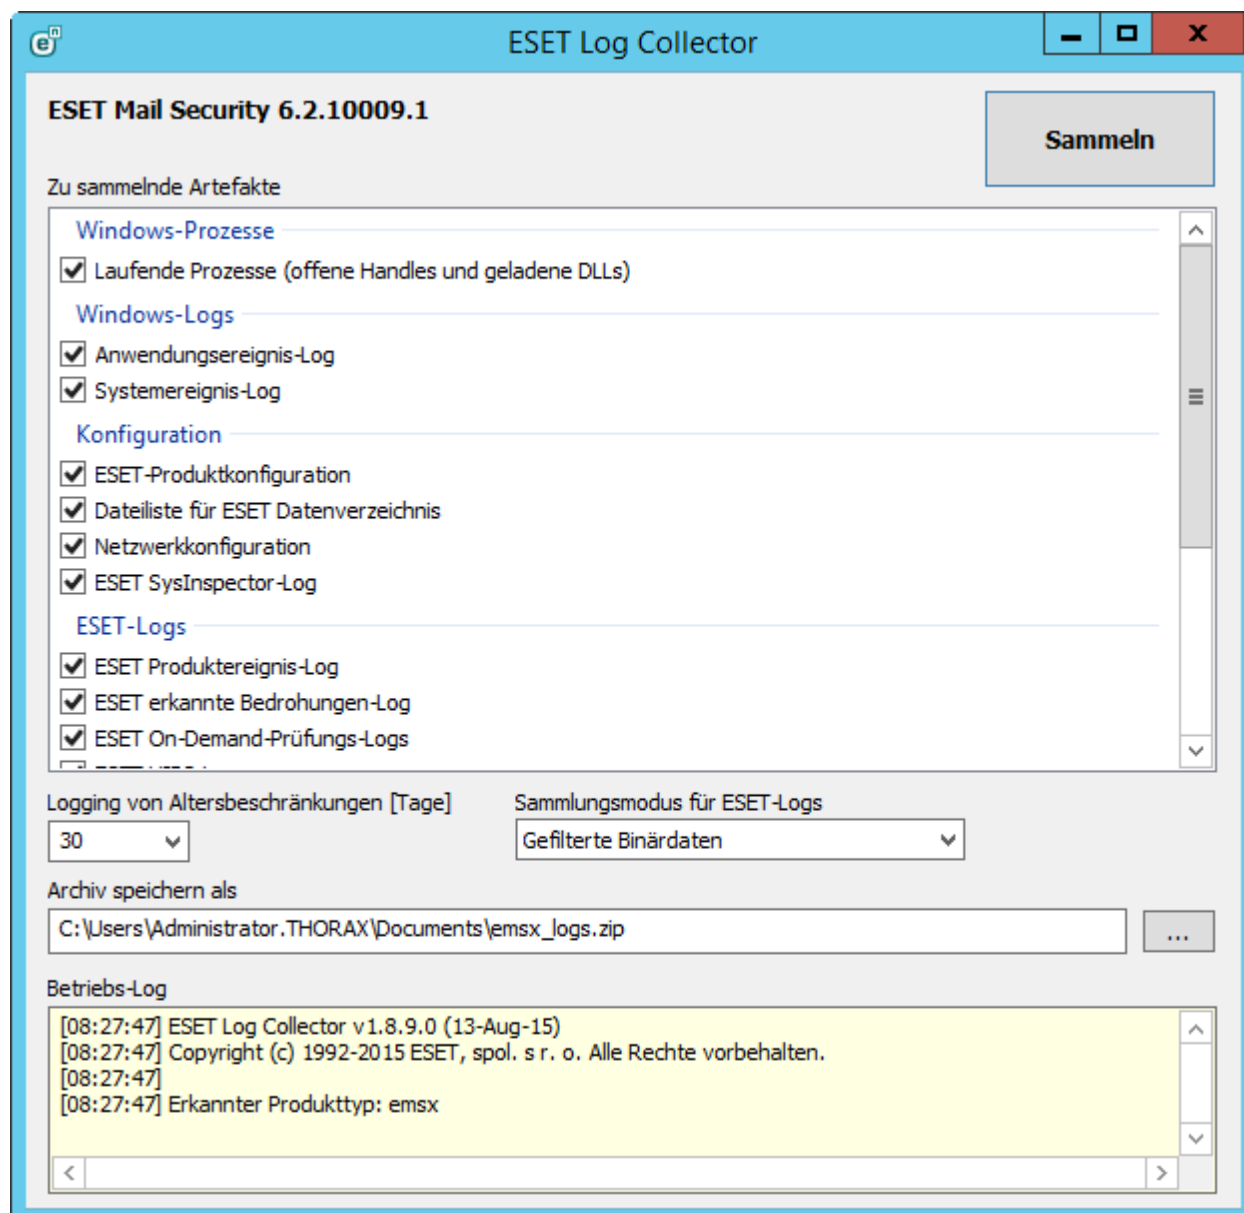 ESET Log Collector
ESET Mail Security 6.2.10009.1
Sammeln
Zu sammelnde Artefakte
Windows-Prozesse
Laufende Prozesse (offene Handles und geladene DLLs)
Windows-Logs
Anwendungsereignis-Log
Systemereignis-Log
Konfiguration
ESET-Produktkonfiguration
Dateiliste für ESET Datenverzeichnis
Netzwerkkonfiguration
ESET SysInspector-Log
ESET-Logs
ESET Produktereignis-Log
ESET erkannte Bedrohungen-Log
ESET On-Demand-Prüfungs-Logs
Logging von Altersbeschränkungen [Tage]
Sammlungsmodus für ESET-Logs
30
Gefilterte Binärdaten
Archiv speichern als
C:\Users\Administrator.THORAX\Documents\emsx_logs.zip
...
Betriebs-Log
[08:27:47] ESET Log Collector v1.8.9.0 (13-Aug-15)
[08:27:47] Copyright (c) 1992-2015 ESET, spol. s r. o. Alle Rechte vorbehalten.
[08:27:47]
[08:27:47] Erkannter Produkttyp: emsx